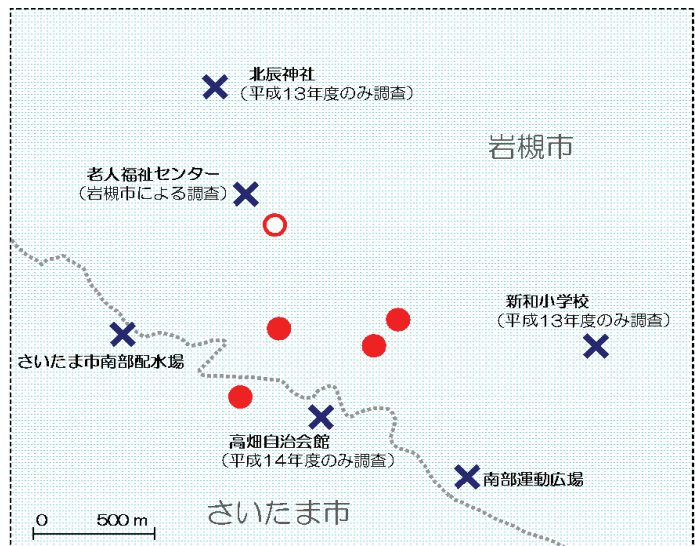 北辰神社
(平成13年度のみ調査)
岩槻市
老人福祉センター
(岩槻市による調査)
新和小学校
(平成13年度のみ調査)
さいたま市南部配水場
高畑自治会館
(平成14年度のみ調査)
南部運動広場
さいたま市
0 500m